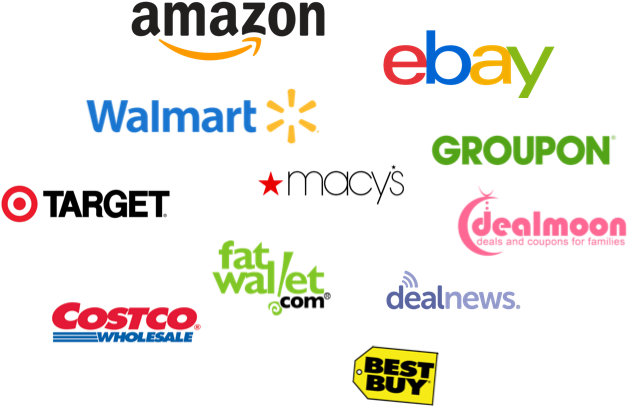 amazon
ebay
Walmart
GROUPON®
macy's
TARGET®
dealmoon
deals and coupons for families
fat
wallet
.com®
dealnews.
COSTCO®
WHOLESALE
BEST
BUY